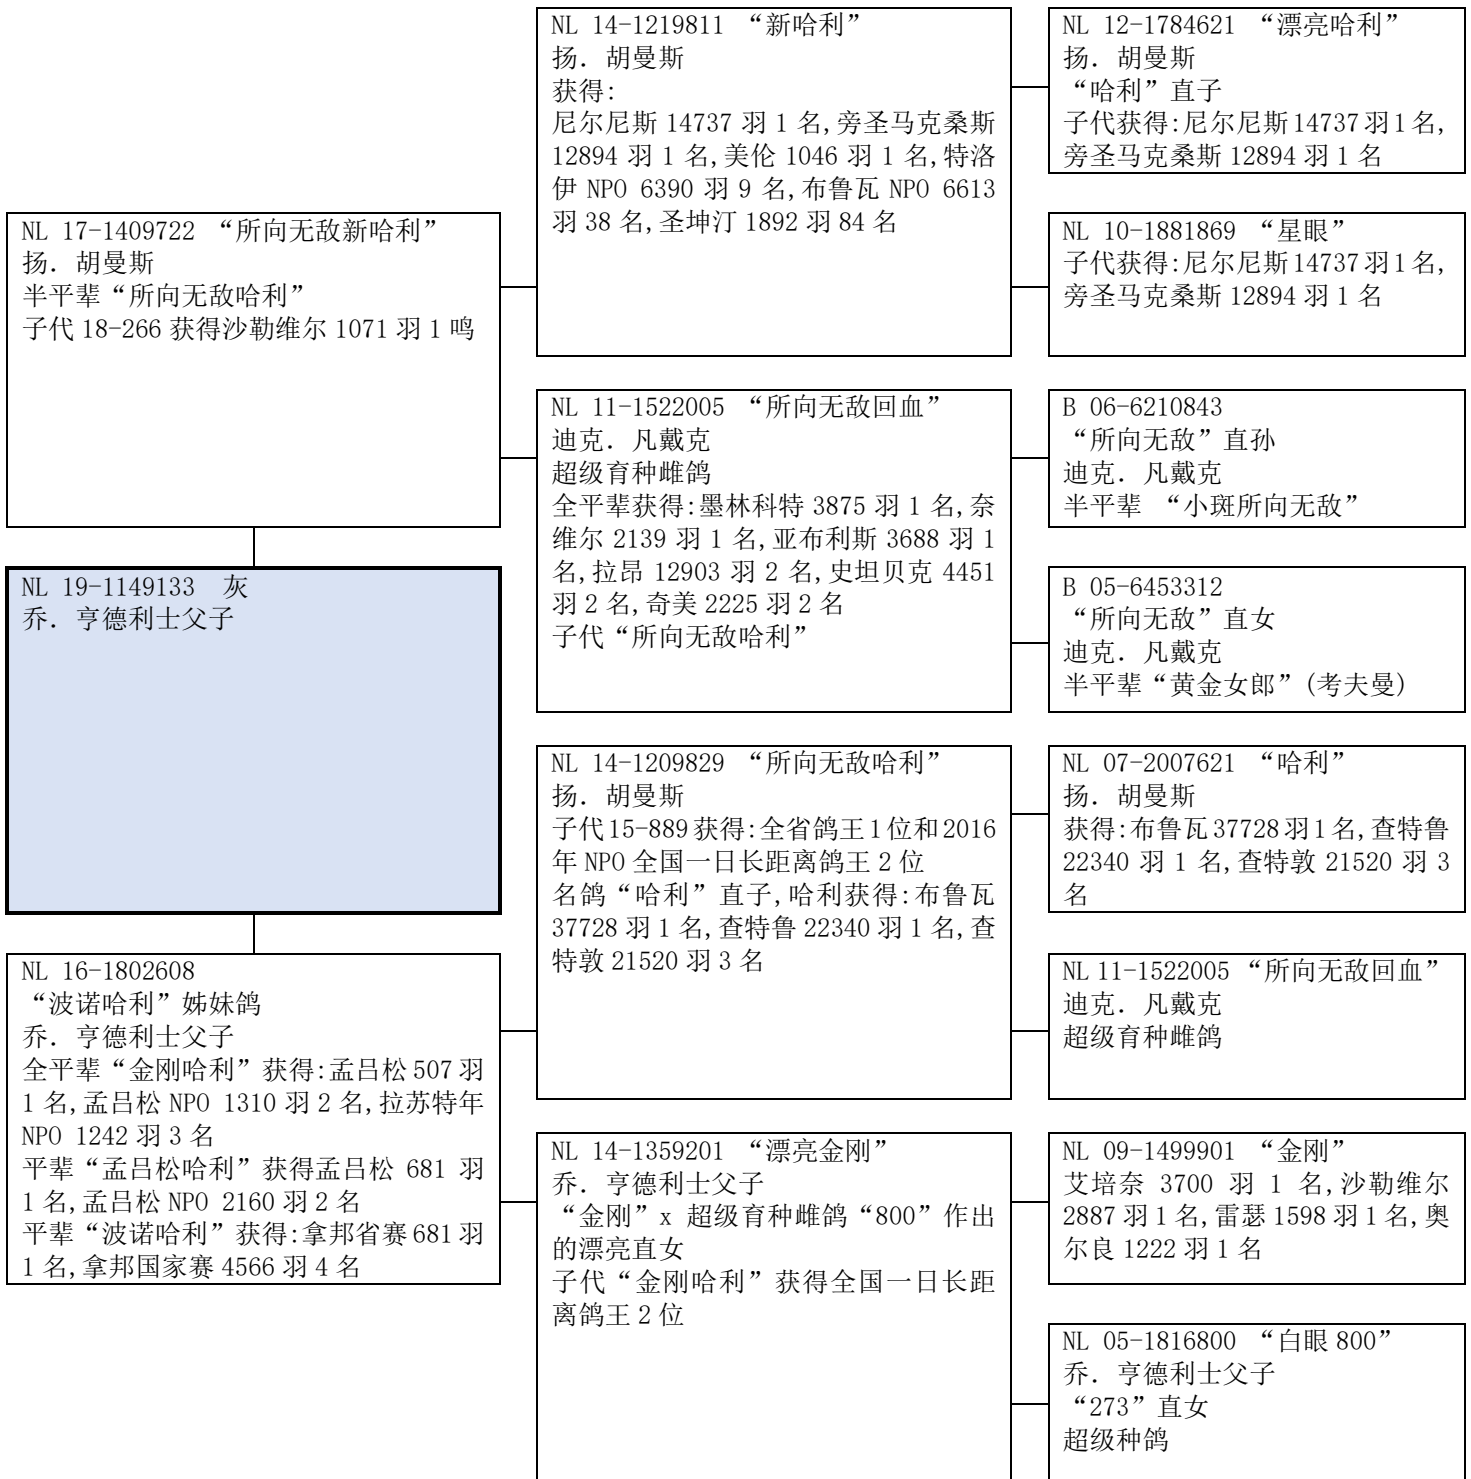 NL 17-1409722 “所向无敌新哈利”
扬．胡曼斯
半平辈“所向无敌哈利”
子代 18-266 获得沙勒维尔 1071 羽 1 鸣
NL 19-1149133 灰
乔．亨德利士父子
NL 16-1802608
“波诺哈利”姊妹鸽
乔．亨德利士父子
全平辈“金刚哈利”获得:孟吕松 507 羽
1 名,孟吕松 NPO 1310 羽 2 名,拉苏特年
NPO 1242 羽 3 名
平辈“孟吕松哈利”获得孟吕松 681 羽
1 名,孟吕松 NPO 2160 羽 2 名
平辈“波诺哈利”获得:拿邦省赛 681 羽
1 名,拿邦国家赛 4566 羽 4 名
NL 14-1219811 “新哈利”
扬．胡曼斯
获得:
尼尔尼斯 14737 羽 1 名,旁圣马克桑斯
12894 羽 1 名,美伦 1046 羽 1 名,特洛
伊 NPO 6390 羽 9 名,布鲁瓦 NPO 6613
羽 38 名,圣坤汀 1892 羽 84 名
NL 11-1522005 “所向无敌回血”
迪克．凡戴克
超级育种雌鸽
全平辈获得:墨林科特 3875 羽 1 名,奈
维尔 2139 羽 1 名,亚布利斯 3688 羽 1
名,拉昂 12903 羽 2 名,史坦贝克 4451
羽 2 名,奇美 2225 羽 2 名
子代“所向无敌哈利”
NL 14-1209829 “所向无敌哈利”
扬．胡曼斯
子代 15-889 获得:全省鸽王 1 位和 2016
年 NPO 全国一日长距离鸽王 2 位
名鸽“哈利”直子,哈利获得:布鲁瓦
37728 羽 1 名,查特鲁 22340 羽 1 名,查
特敦 21520 羽 3 名
NL 14-1359201 “漂亮金刚”
乔．亨德利士父子
“金刚”x 超级育种雌鸽“800”作出
的漂亮直女
子代“金刚哈利”获得全国一日长距
离鸽王 2 位
NL 12-1784621 “漂亮哈利”
扬．胡曼斯
“哈利”直子
子代获得:尼尔尼斯 14737 羽 1 名,
旁圣马克桑斯 12894 羽 1 名
NL 10-1881869 “星眼”
子代获得:尼尔尼斯 14737 羽 1 名,
旁圣马克桑斯 12894 羽 1 名
B 06-6210843
“所向无敌”直孙
迪克．凡戴克
半平辈 “小斑所向无敌”
B 05-6453312
“所向无敌”直女
迪克．凡戴克
半平辈“黄金女郎”(考夫曼)
NL 07-2007621 “哈利”
扬．胡曼斯
获得:布鲁瓦 37728 羽 1 名,查特鲁
22340 羽 1 名,查特敦 21520 羽 3
名
NL 11-1522005 “所向无敌回血”
迪克．凡戴克
超级育种雌鸽
NL 09-1499901 “金刚”
艾培奈 3700 羽 1 名,沙勒维尔
2887 羽 1 名,雷瑟 1598 羽 1 名,奥
尔良 1222 羽 1 名
NL 05-1816800 “白眼 800”
乔．亨德利士父子
“273”直女
超级种鸽